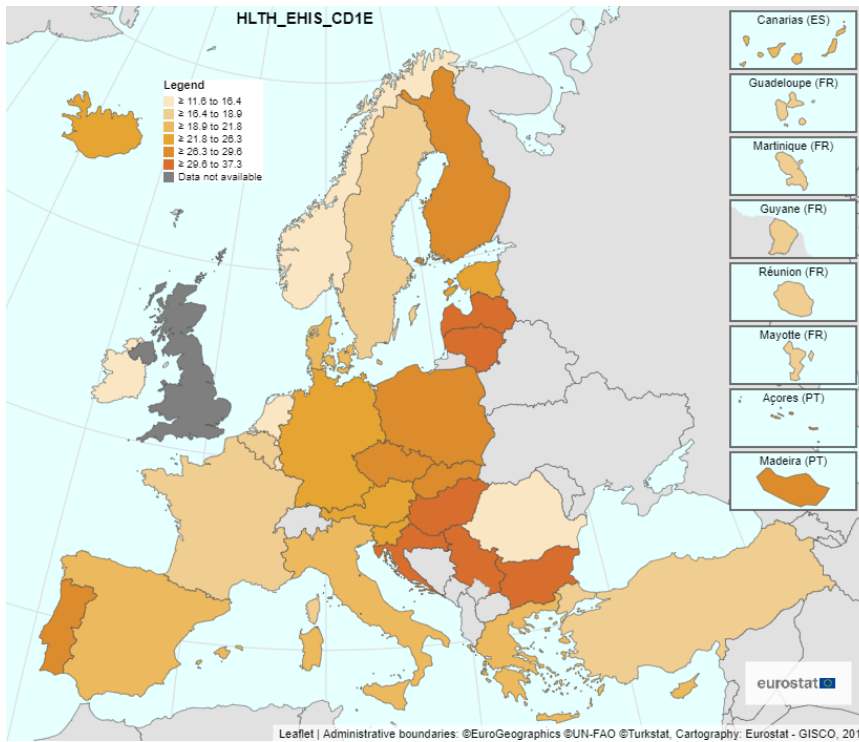 HLTH_EHIS_CD1E
Legend
≥ 11.6 to 16.4
≥ 16.4 to 18.9
≥ 18.9 to 21.8
≥ 21.8 to 26.3
≥ 26.3 to 29.6
≥ 29.6 to 37.3
Data not available
Canarias (ES)
Guadeloupe (FR)
Martinique (FR)
Guyane (FR)
Réunion (FR)
Mayotte (FR)
Açores (PT)
Madeira (PT)
eurostat
Leaflet | Administrative boundaries: ©EuroGeographics ©UN-FAO ©Turkstat, Cartography: Eurostat - GISCO, 201